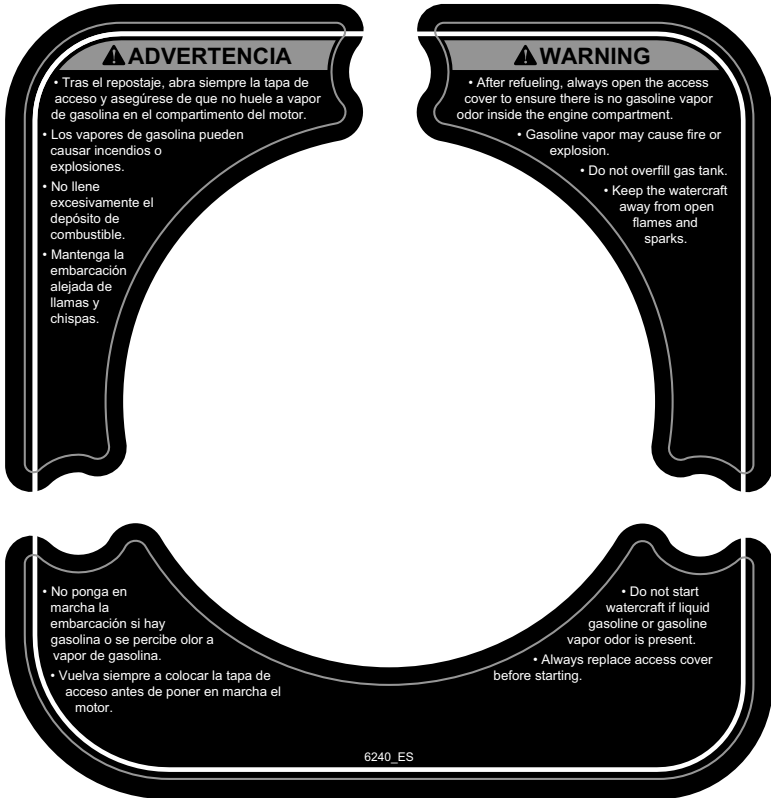 ADVERTENCIA
• Tras el repostaje, abra siempre la tapa de
acceso y asegúrese de que no huele a vapor
de gasolina en el compartimento del motor.
• Los vapores de gasolina pueden
causar incendios o
explosiones.
• No llene
excesivamente el
depósito de
combustible.
• Mantenga la
embarcación
alejada de
llamas y
chispas.
WARNING
• After refueling, always open the access
cover to ensure there is no gasoline vapor
odor inside the engine compartment.
• Gasoline vapor may cause fire or
explosion.
• Do not overfill gas tank.
• Keep the watercraft
away from open
flames and
sparks.
• No ponga en
marcha la
embarcación si hay
gasolina o se percibe olor a
vapor de gasolina.
• Vuelva siempre a colocar la tapa de
acceso antes de poner en marcha el
motor.
• Do not start
watercraft if liquid
gasoline or gasoline
vapor odor is present.
• Always replace access cover
before starting.
6240_ES